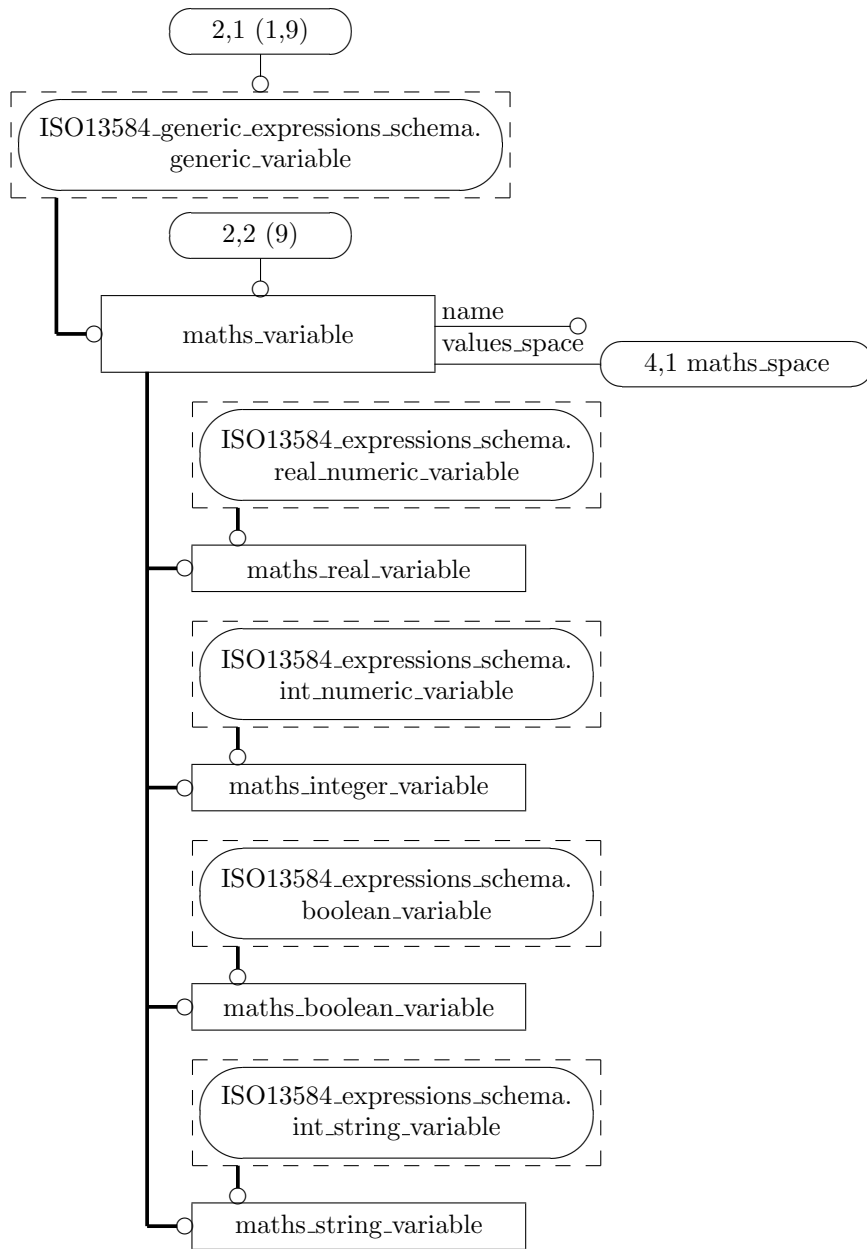 2,1 (1,9)
ISO13584_generic_expressions_schema.
generic_variable
2,2 (9)
maths_variable
name
values_space
4,1 maths_space
ISO13584_expressions_schema.
real_numeric_variable
maths_real_variable
ISO13584_expressions_schema.
int_numeric_variable
maths_integer_variable
ISO13584_expressions_schema.
boolean_variable
maths_boolean_variable
ISO13584_expressions_schema.
int_string_variable
maths_string_variable